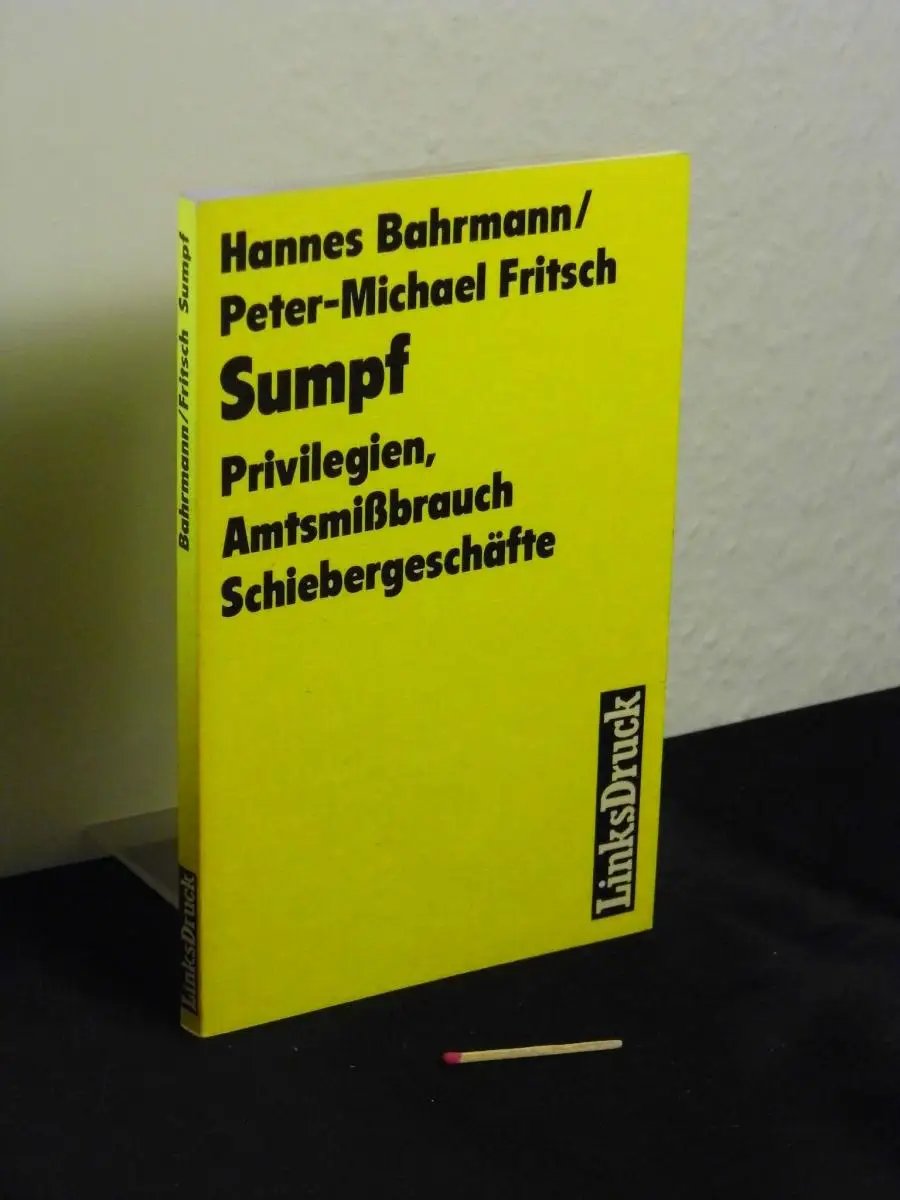 Hannes Bahrmann/
Peter-Michael Fritsch
Sumpf
Privilegien,
Amtsmißbrauch
Schiebergeschäfte
LinksDruck
Bahrmann/Fritsch Sumpf
LinksDruck